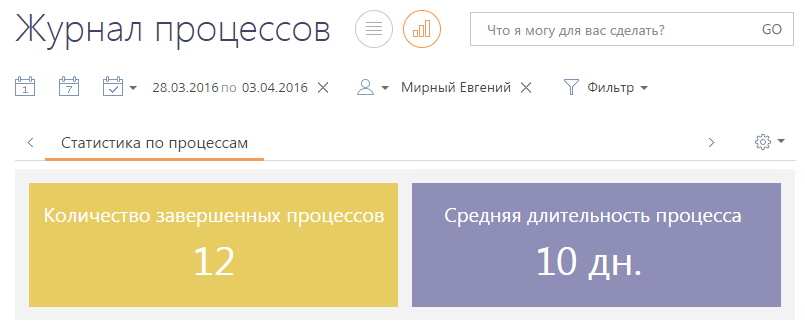 Журнал процессов
Что я могу для вас сделать? GO
1 7 28.03.2016 по 03.04.2016 Мирный Евгений Фильтр
Статистика по процессам
Количество завершенных процессов
12
Средняя длительность процесса
10 дн.